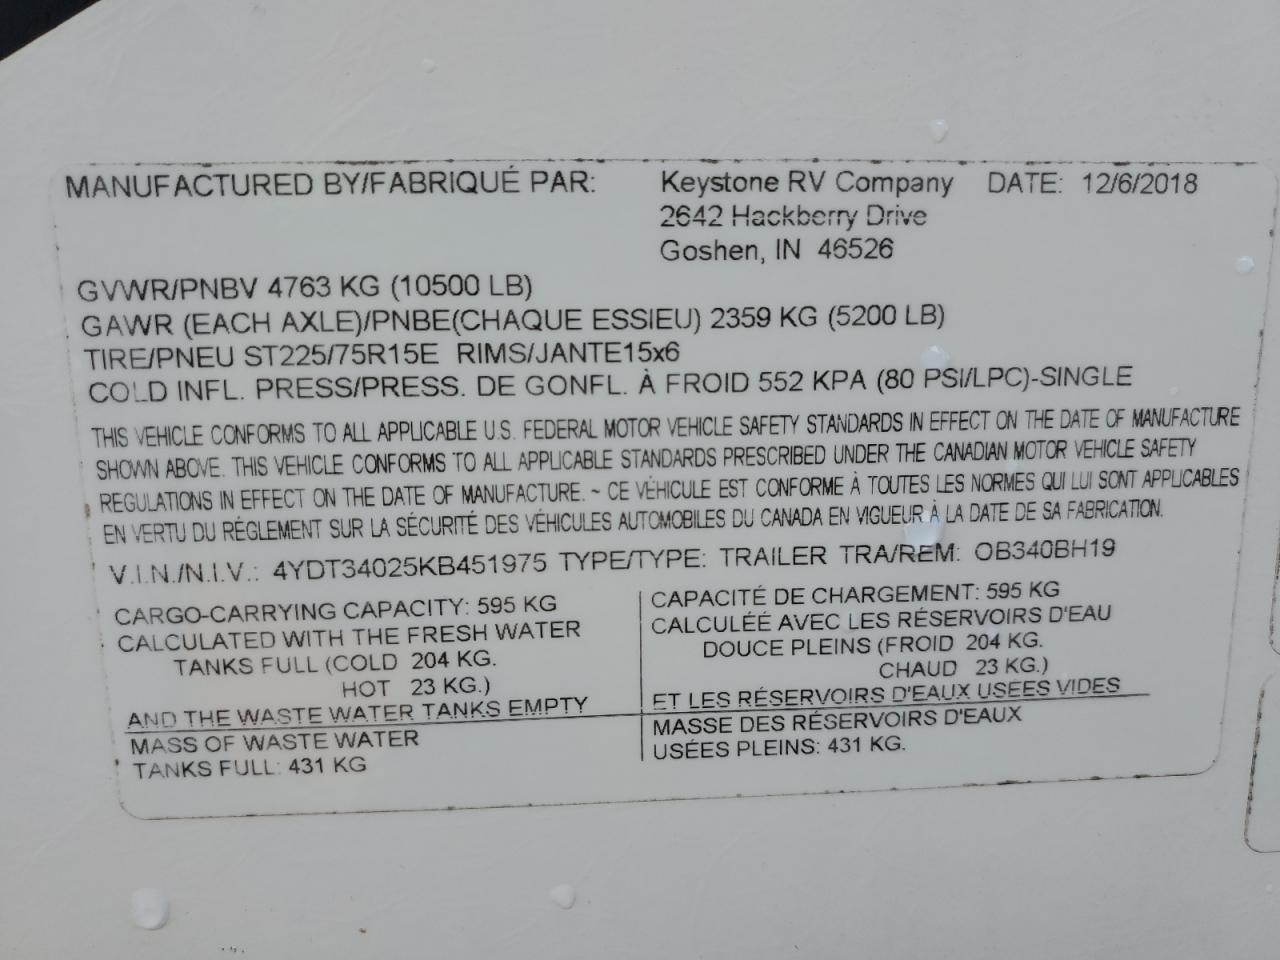 MANUFACTURED BY/FABRIQUÉ PAR: Keystone RV Company DATE: 12/6/2018
2642 Hackberry Drive
Goshen, IN 46526
GVWR/PNBV 4763 KG (10500 LB)
GAWR (EACH AXLE)/PNBE(CHAQUE ESSIEU) 2359 KG (5200 LB)
TIRE/PNEU ST225/75R15E RIMS/JANTE15x6
COLD INFL. PRESS/PRESS. DE GONFL. À FROID 552 KPA (80 PSI/LPC)-SINGLE
THIS VEHICLE CONFORMS TO ALL APPLICABLE U.S. FEDERAL MOTOR VEHICLE SAFETY STANDARDS IN EFFECT ON THE DATE OF MANUFACTURE
SHOWN ABOVE. THIS VEHICLE CONFORMS TO ALL APPLICABLE STANDARDS PRESCRIBED UNDER THE CANADIAN MOTOR VEHICLE SAFETY
REGULATIONS IN EFFECT ON THE DATE OF MANUFACTURE. ~ CE VÉHICULE EST CONFORME À TOUTES LES NORMES QUI LUI SONT APPLICABLES
EN VERTU DU RÉGLEMENT SUR LA SÉCURITÉ DES VÉHICULES AUTOMOBILES DU CANADA EN VIGUEUR À LA DATE DE SA FABRICATION.
V.I.N./N.I.V.: 4YDT34025KB451975 TYPE/TYPE: TRAILER TRA/REM: OB340BH19
CARGO-CARRYING CAPACITY: 595 KG
CALCULATED WITH THE FRESH WATER
TANKS FULL (COLD 204 KG.
HOT 23 KG.)
AND THE WASTE WATER TANKS EMPTY
MASS OF WASTE WATER
TANKS FULL: 431 KG
CAPACITÉ DE CHARGEMENT: 595 KG
CALCULÉE AVEC LES RÉSERVOIRS D'EAU
DOUCE PLEINS (FROID 204 KG.
CHAUD 23 KG.)
ET LES RÉSERVOIRS D'EAUX USÉES VIDES
MASSE DES RÉSERVOIRS D'EAUX
USÉES PLEINS: 431 KG.